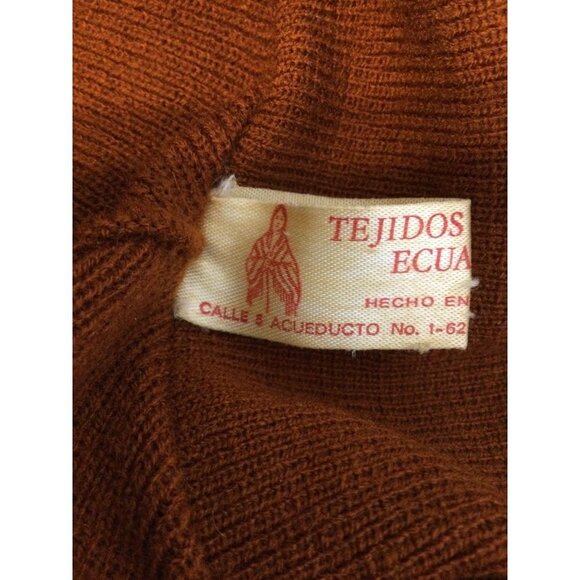 TEJIDOS
ECUA
HECHO EN
CALLE 8 ACUEDUCTO No. 1-62